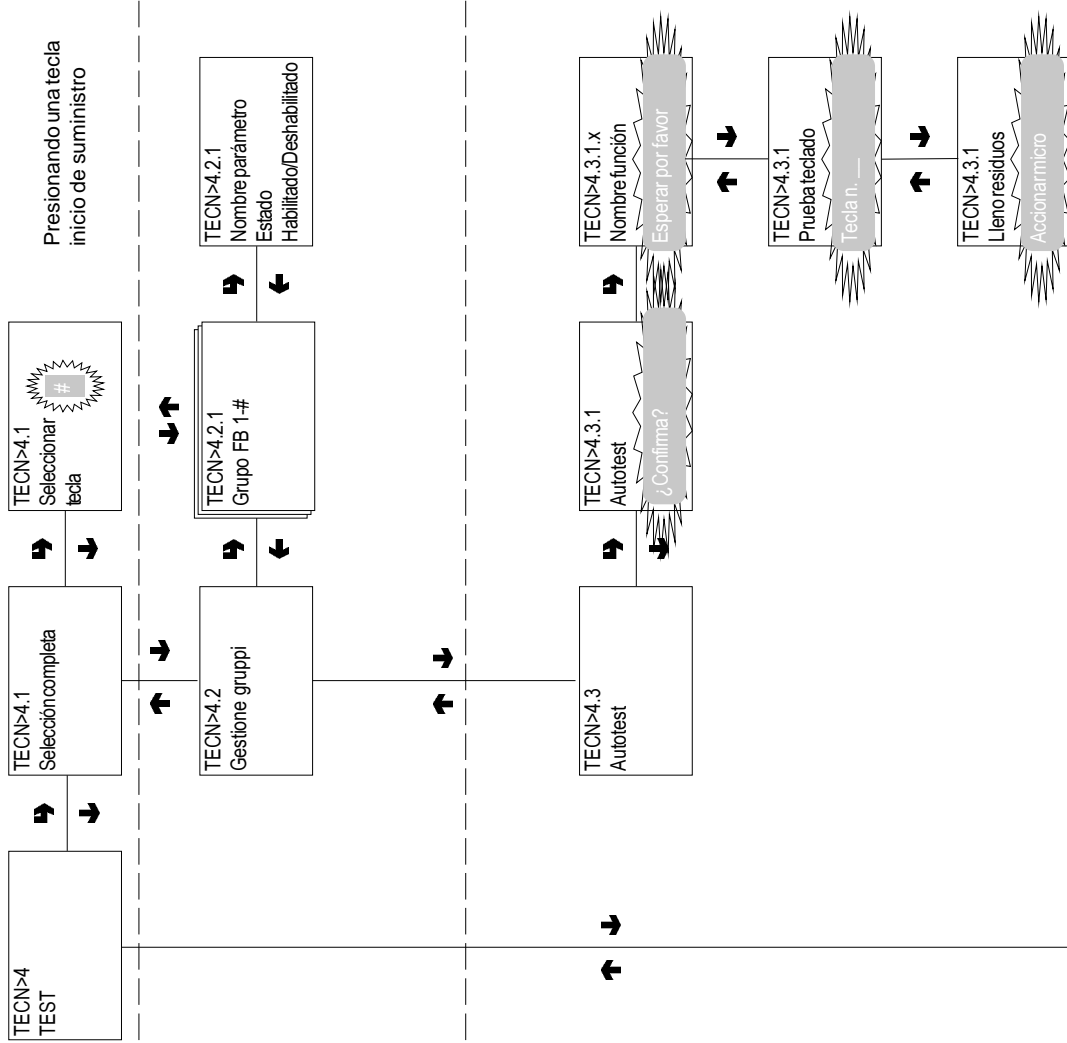 TECN>4
TEST
TECN>4.1
Selección completa
TECN>4.1
Seleccionar
tecla
#
Presionando una tecla
inicio de suministro
TECN>4.2
Gestione gruppi
TECN>4.2.1
Grupo FB 1-#
TECN>4.2.1
Nombre parámetro
Estado
Habilitado/Deshabilitado
TECN>4.3
Autotest
TECN>4.3.1
Autotest
¿Confirma?
TECN>4.3.1.x
Nombre función
Esperar por favor
TECN>4.3.1
Prueba teclado
Tecla n. __
TECN>4.3.1
Lleno residuos
Accionar micro